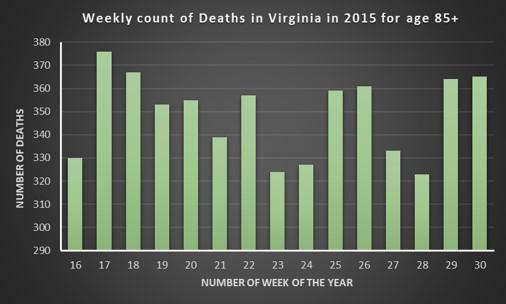 Weekly count of Deaths in Virginia in 2015 for age 85+
NUMBER OF DEATHS
380
370
360
350
340
330
320
310
300
290
16 17 18 19 20 21 22 23 24 25 26 27 28 29 30
NUMBER OF WEEK OF THE YEAR